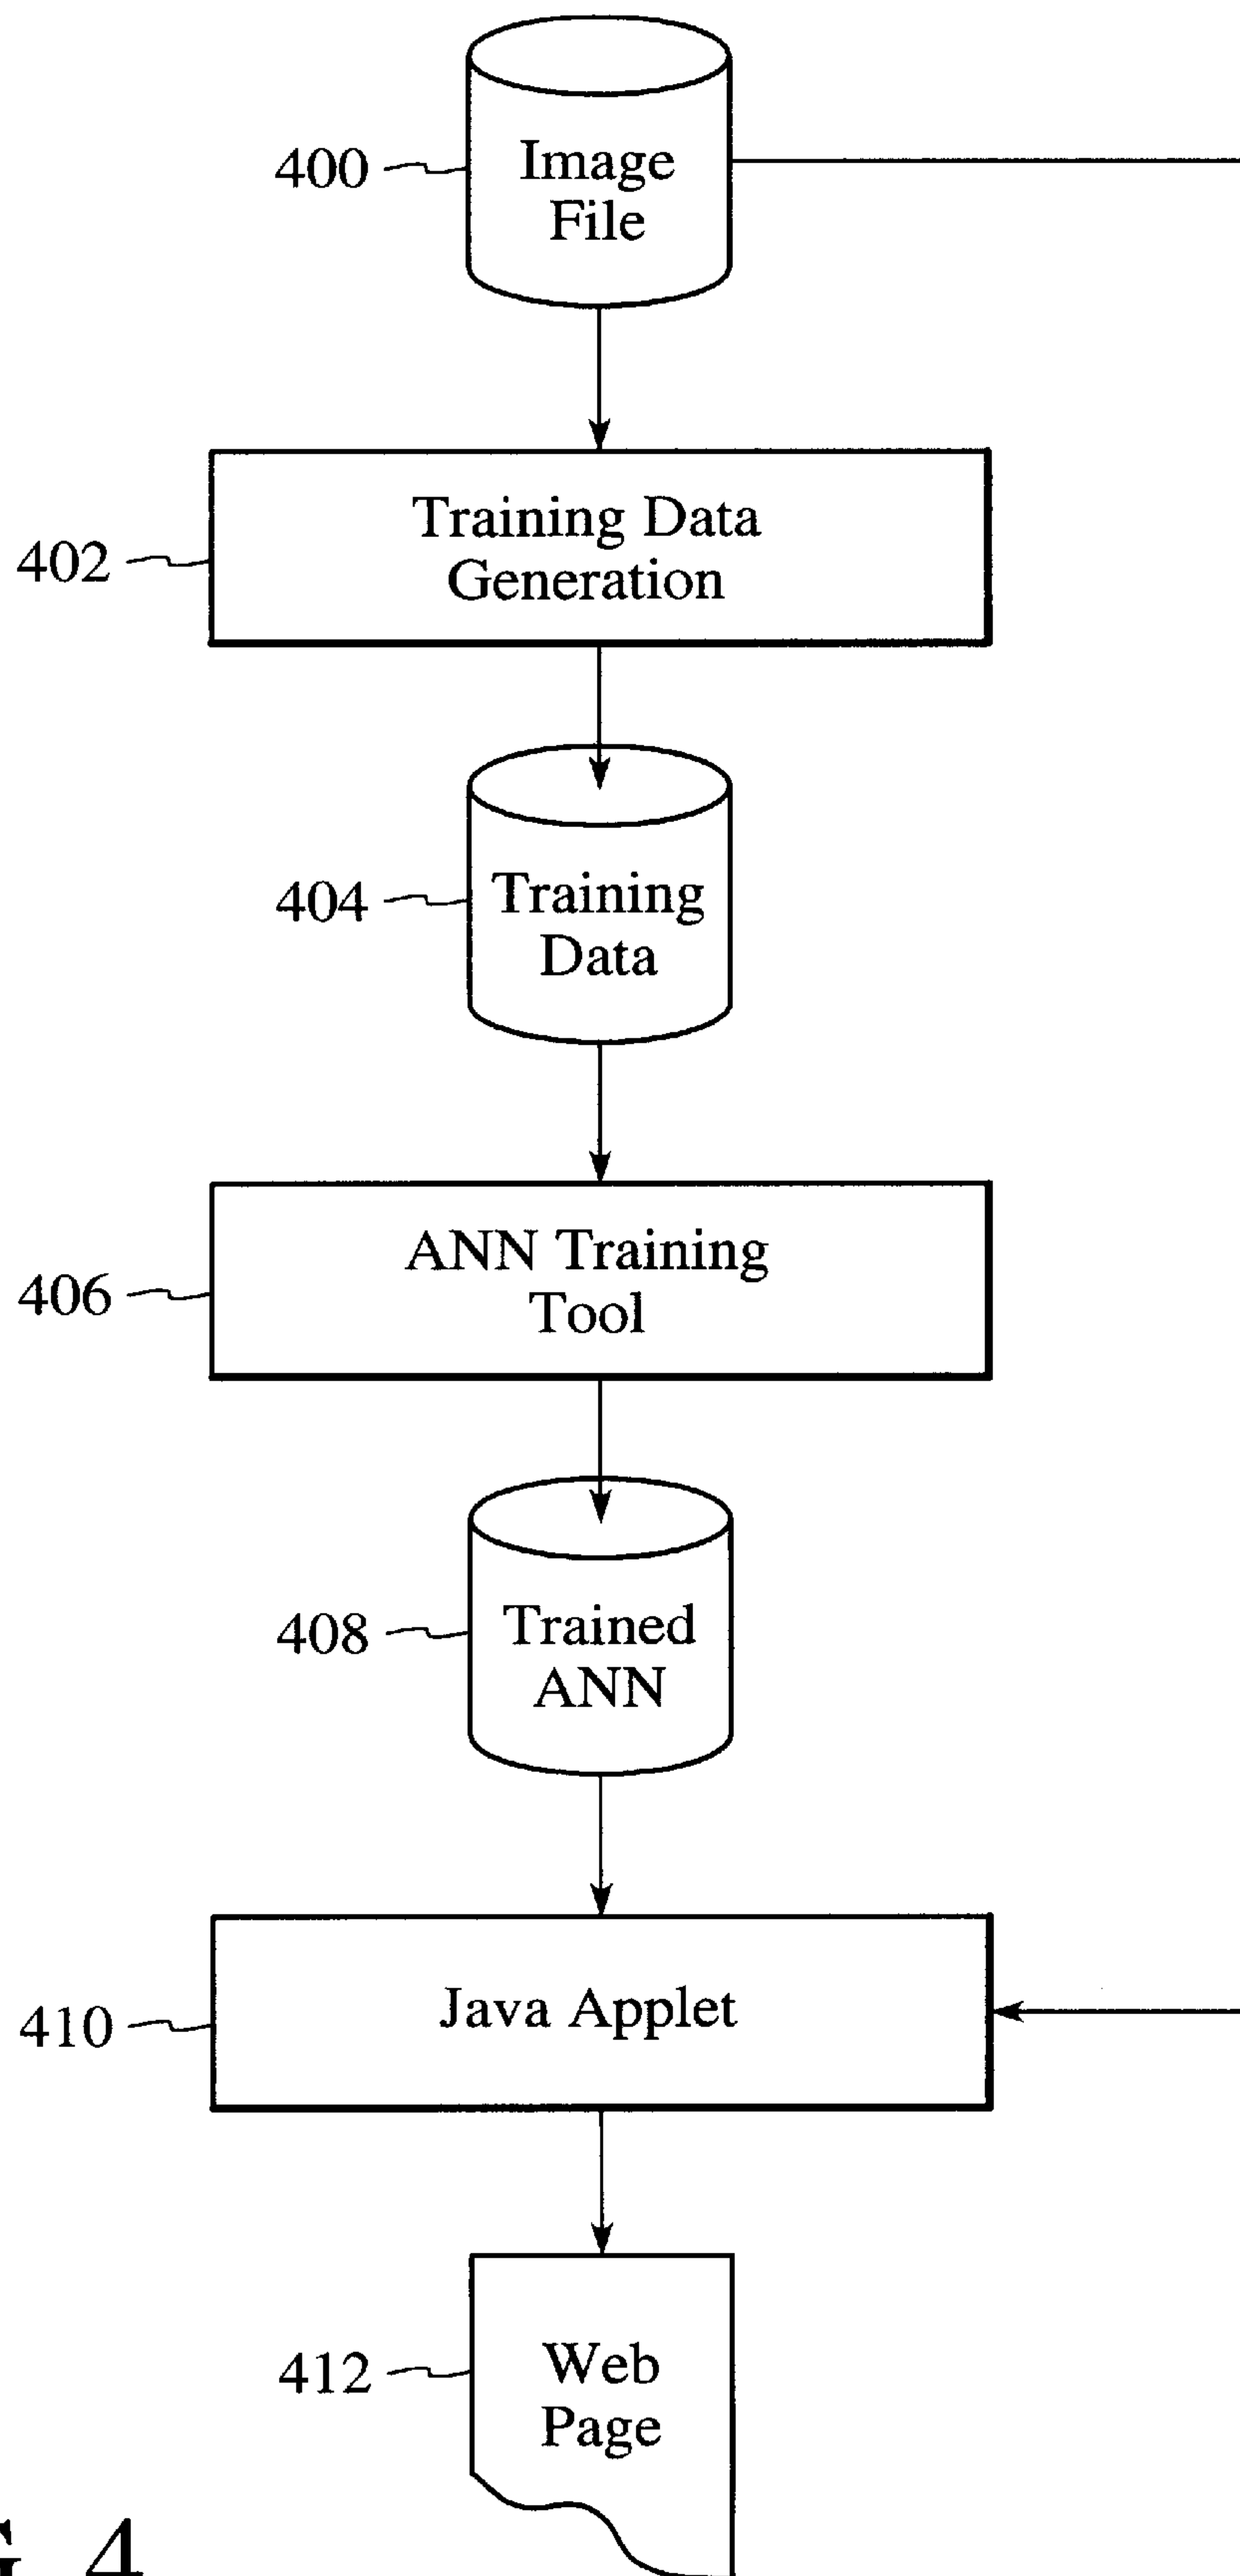 400
Image
File
402
Training Data
Generation
404
Training
Data
406
ANN Training
Tool
408
Trained
ANN
410
Java Applet
412
Web
Page
G. 4